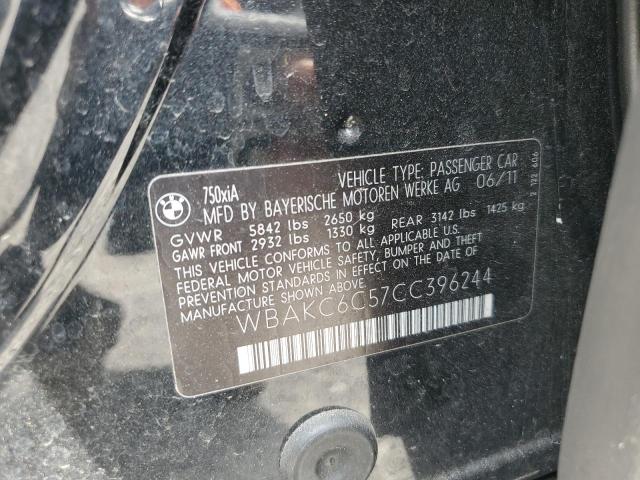 BMW
750xiA VEHICLE TYPE: PASSENGER CAR
MFD BY BAYERISCHE MOTOREN WERKE AG 06/11
GVWR 5842 lbs 2650 kg
GAWR FRONT 2932 lbs 1330 kg REAR 3142 lbs 1425 kg
THIS VEHICLE CONFORMS TO ALL APPLICABLE U.S.
FEDERAL MOTOR VEHICLE SAFETY, BUMPER AND THEFT
PREVENTION STANDARDS IN EFFECT ON THE DATE OF
MANUFACTURE SHOWN ABOVE.
WBAKC6C57CC396244